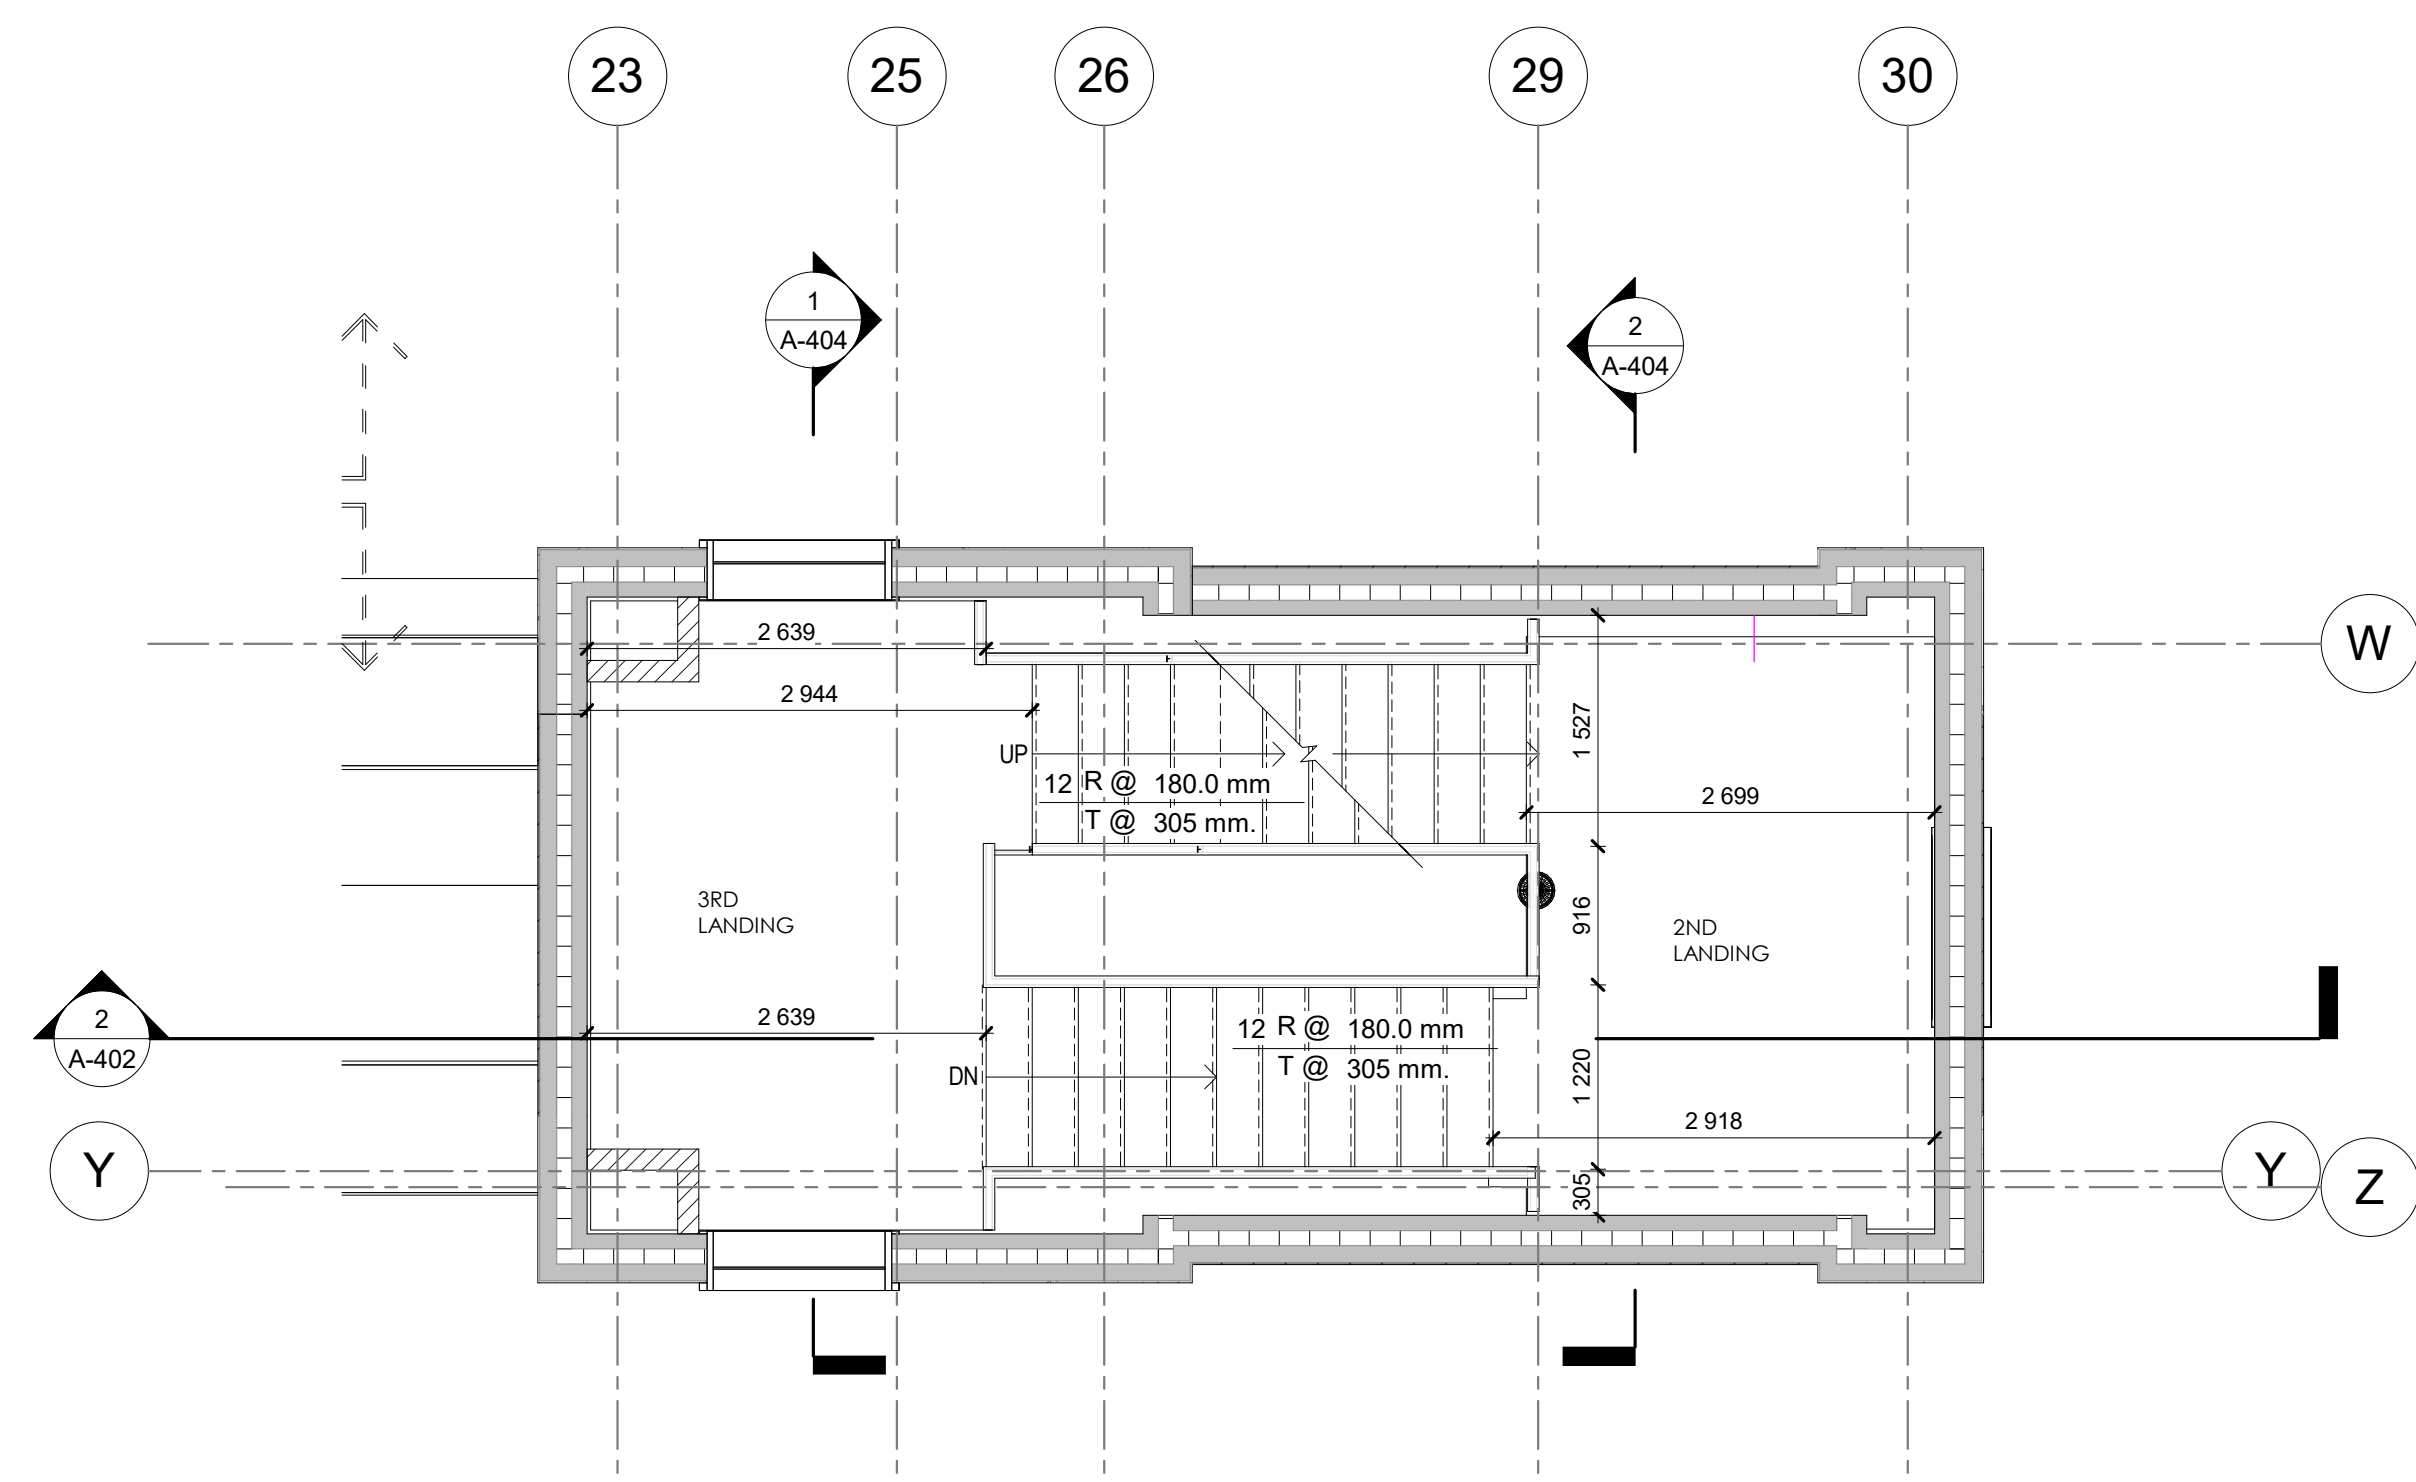 23 25 26 29 30
1
A-404
2
A-404
W
2 639
2 944
UP
12 R @ 180.0 mm
T @ 305 mm.
1 527
2 699
3RD
LANDING
916
2ND
LANDING
2
A-402
2 639
12 R @ 180.0 mm
T @ 305 mm.
DN
1 220
2 918
Y
305
Y
Z